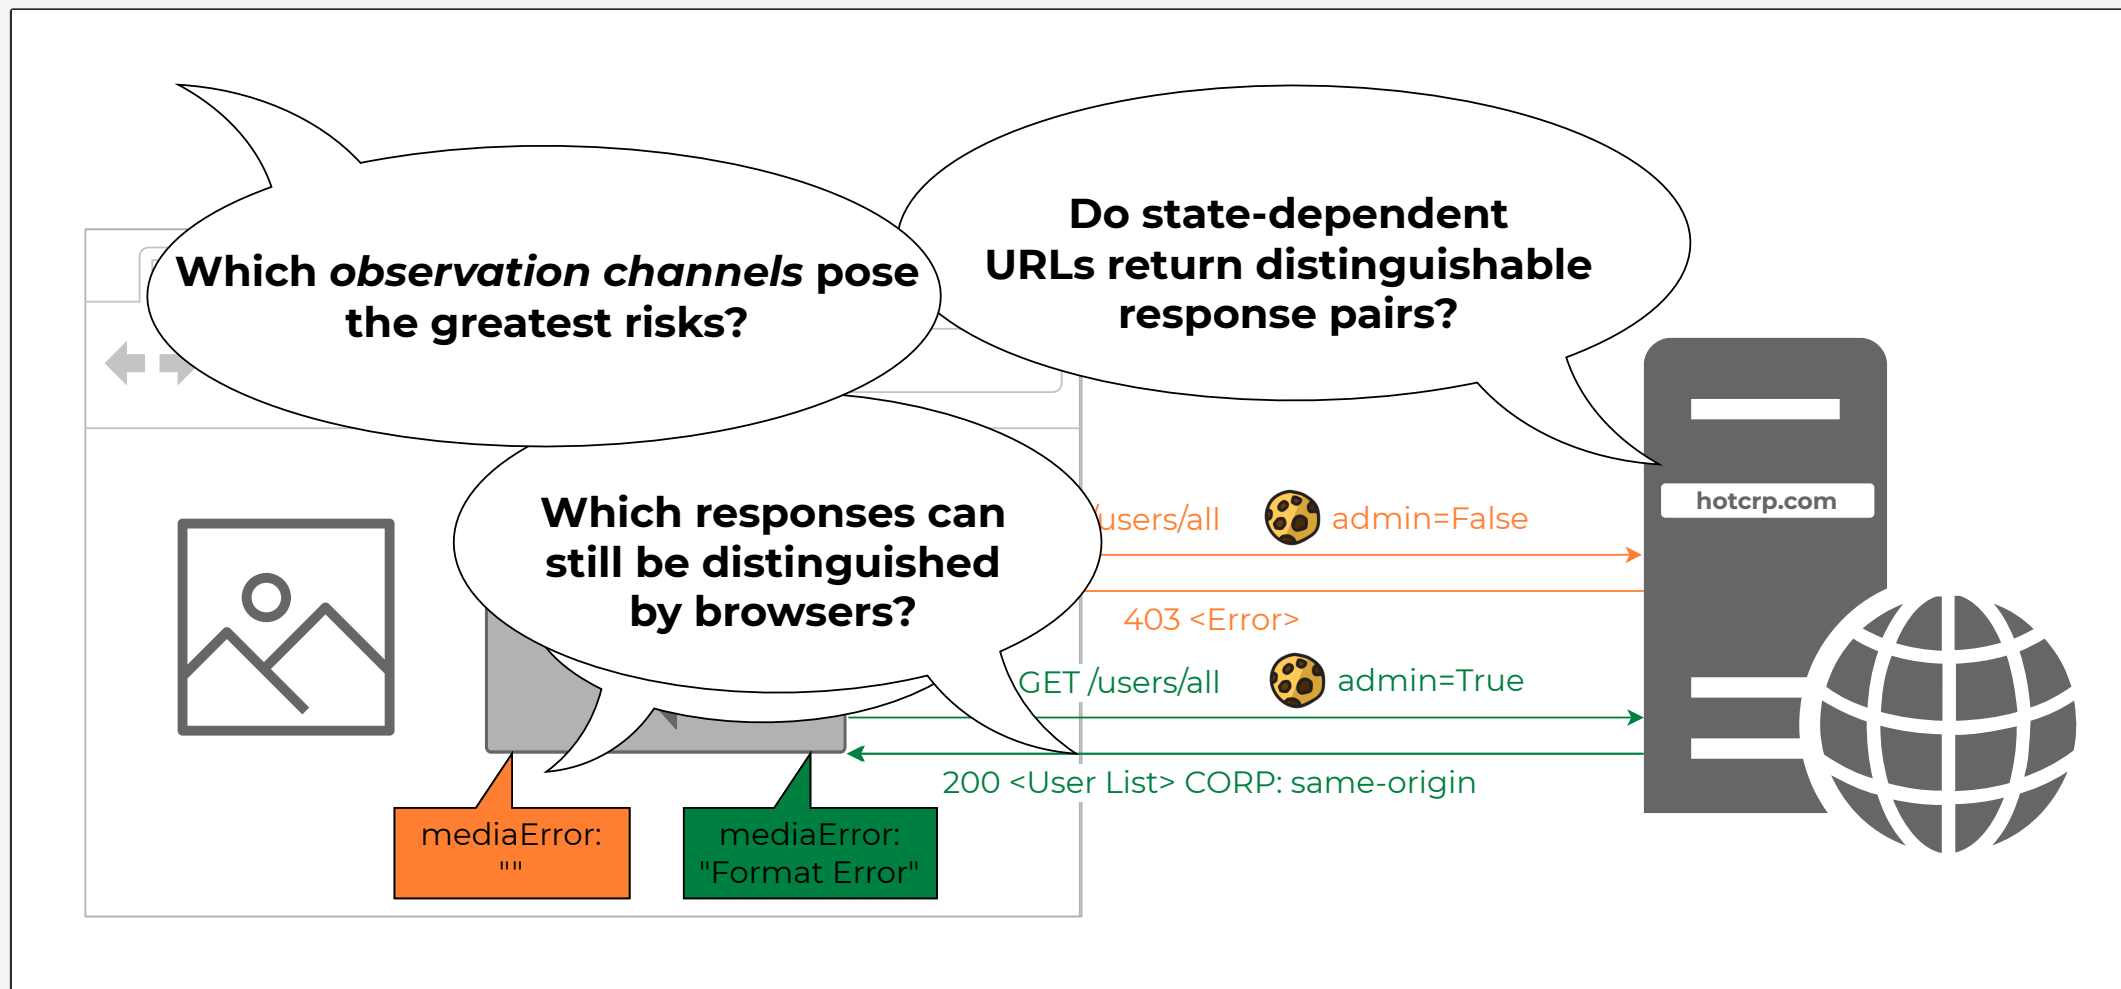 Which observation channels pose
the greatest risks?
Do state-dependent
URLs return distinguishable
response pairs?
Which responses can
still be distinguished
by browsers?
/users/all
admin=False
403 <Error>
GET /users/all
admin=True
200 <User List> CORP: same-origin
hotcrp.com
mediaError:
""
mediaError:
"Format Error"